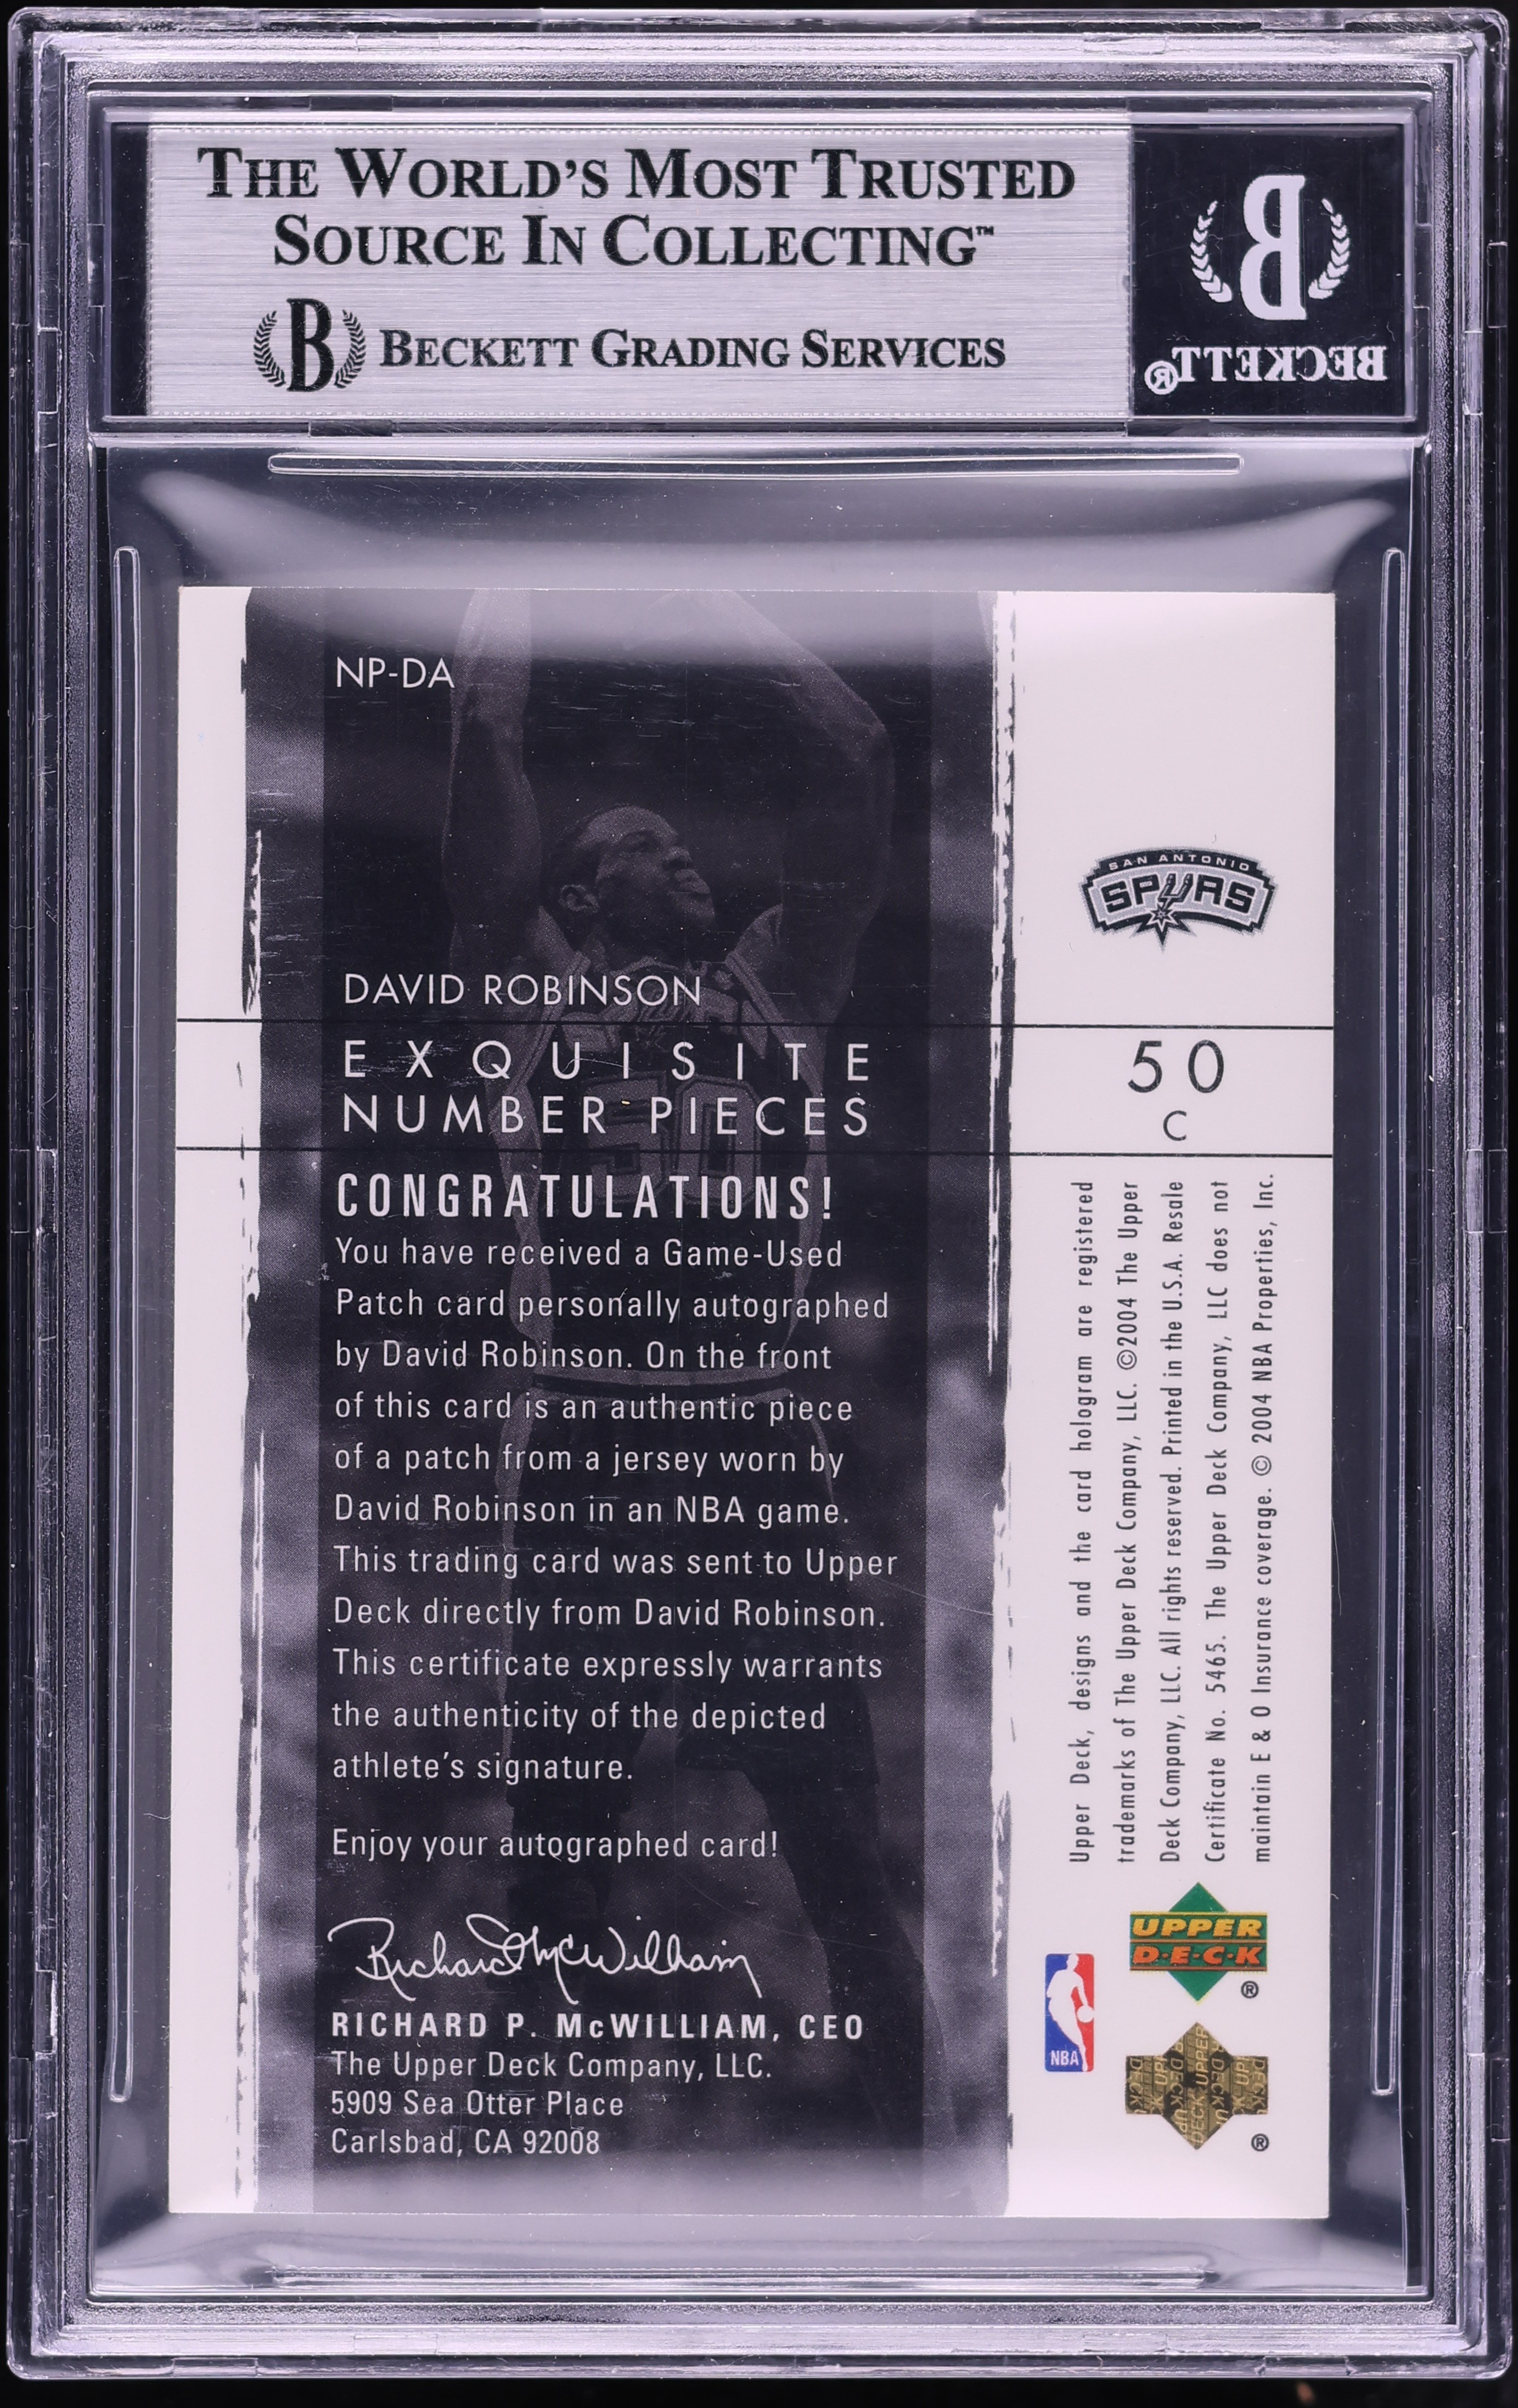 THE WORLD'S MOST TRUSTED
SOURCE IN COLLECTING™
B BECKETT GRADING SERVICES
B
BECKETT®
NP-DA
SAN ANTONIO
SPURS
DAVID ROBINSON
EXQUISITE
NUMBER PIECES
50
C
CONGRATULATIONS!
You have received a Game-Used
Patch card personally autographed
by David Robinson. On the front
of this card is an authentic piece
of a patch from a jersey worn by
David Robinson in an NBA game.
This trading card was sent to Upper
Deck directly from David Robinson.
This certificate expressly warrants
the authenticity of the depicted
athlete's signature.
Enjoy your autographed card!
Richard McWilliam
RICHARD P. McWILLIAM, CEO
The Upper Deck Company, LLC.
5909 Sea Otter Place
Carlsbad, CA 92008
Upper Deck, designs and the card hologram are registered
trademarks of The Upper Deck Company, LLC. ©2004 The Upper
Deck Company, LLC. All rights reserved. Printed in the U.S.A. Resale
Certificate No. 5465. The Upper Deck Company, LLC does not
maintain E & O Insurance coverage. © 2004 NBA Properties, Inc.
UPPER
D·E·C·K
®
NBA
®